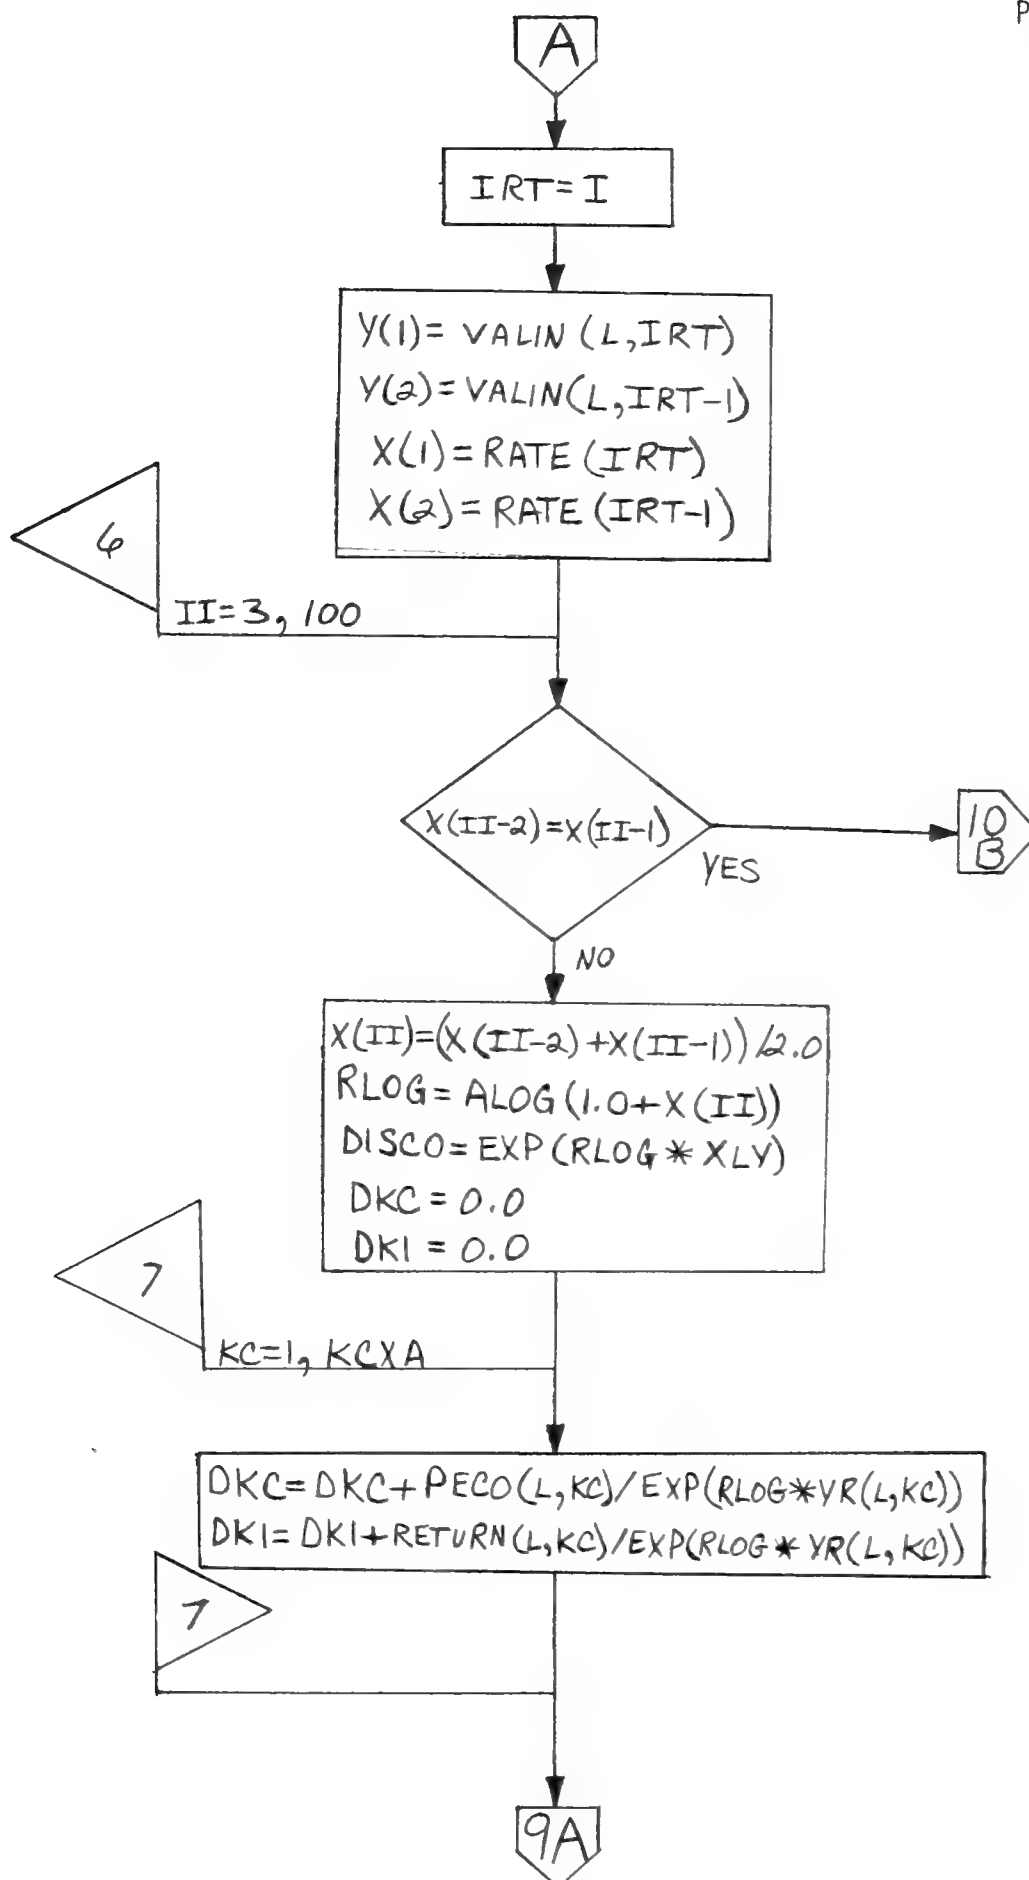 P
A
IRT=I
Y(1)= VALIN (L,IRT)
Y(2)=VALIN(L,IRT-1)
X(1)=RATE (IRT)
X(2)=RATE (IRT-1)
6
II=3, 100
X(II-2)=X(II-1)
YES
10
B
NO
X(II)=(X(II-2)+X(II-1))/2.0
RLOG=ALOG(1.0+X(II))
DISCO=EXP(RLOG*XLY)
DKC=0.0
DKI=0.0
7
KC=1, KCXA
DKC=DKC+PECO(L,KC)/EXP(RLOG*YR(L,KC))
DKI=DKI+RETURN(L,KC)/EXP(RLOG*YR(L,KC))
7
9A